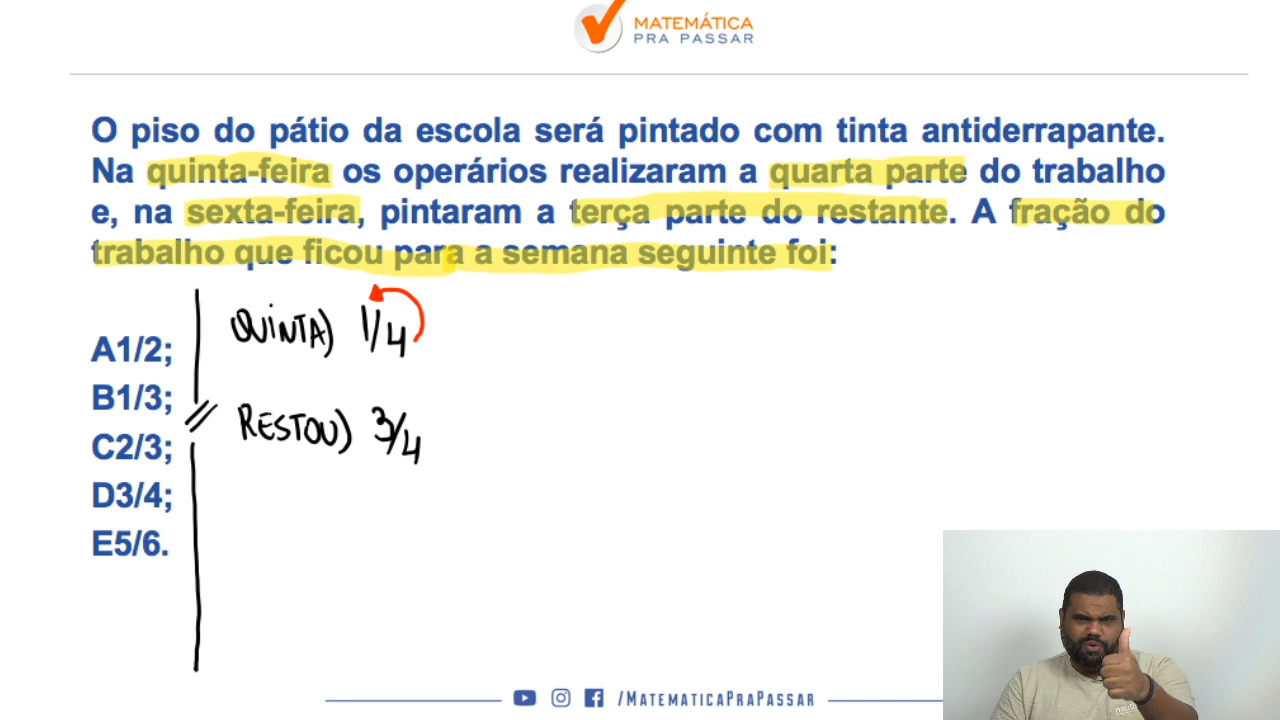 MATEMÁTICA
PRA PASSAR
O piso do pátio da escola será pintado com tinta antiderrapante.
Na quinta-feira os operários realizaram a quarta parte do trabalho
e, na sexta-feira, pintaram a terça parte do restante. A fração do
trabalho que ficou para a semana seguinte foi:
QUINTA) 1/4
A1/2;
B1/3;
RESTOU) 3/4
C2/3;
D3/4;
E5/6.
/MATEMATICAPRAPASSAR